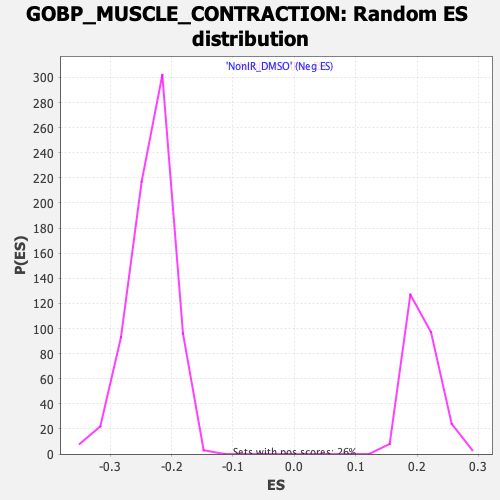 GOBP_MUSCLE_CONTRACTION: Random ES
distribution
'NonIR_DMSO' (Neg ES)
P(ES)
300
280
260
240
220
200
180
160
140
120
100
80
60
40
20
0
Sets with pos scores: 26%
-0.3 -0.2 -0.1 0.0 0.1 0.2 0.3
ES